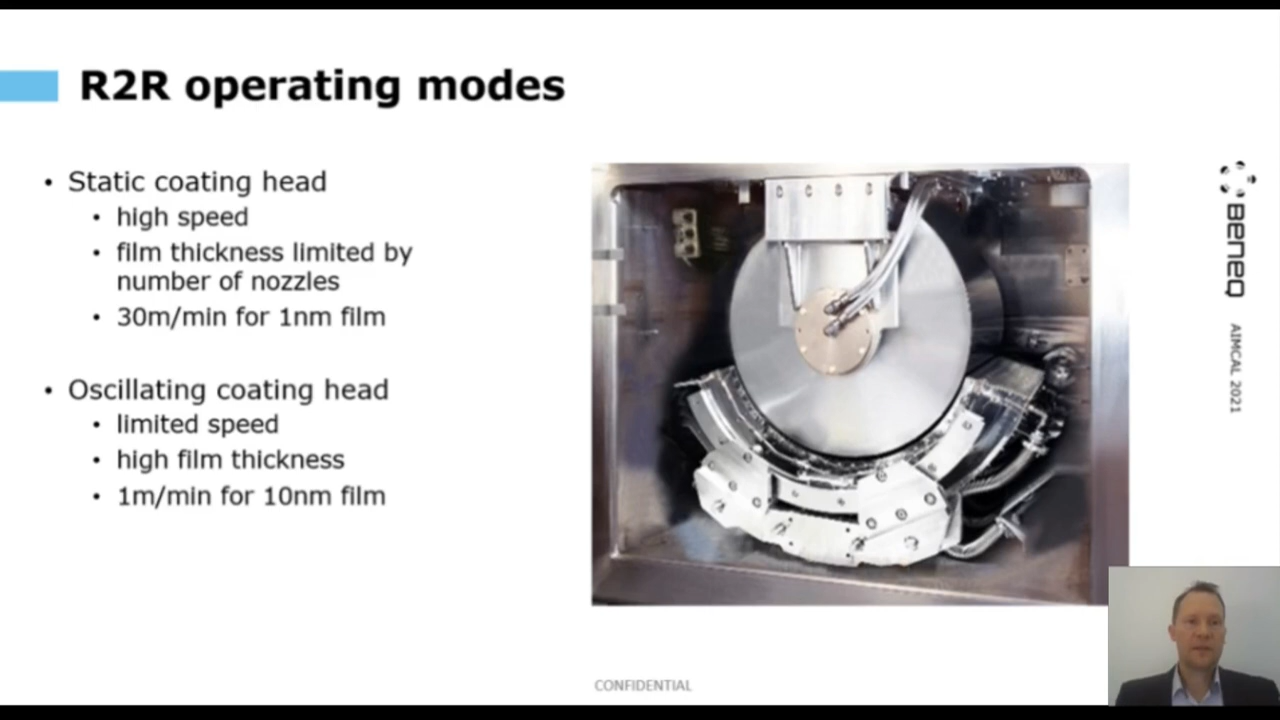 R2R operating modes
• Static coating head
• high speed
• film thickness limited by
number of nozzles
• 30m/min for 1nm film
• Oscillating coating head
• limited speed
• high film thickness
• 1m/min for 10nm film
BENEQ
AIMCAL 2021
CONFIDENTIAL